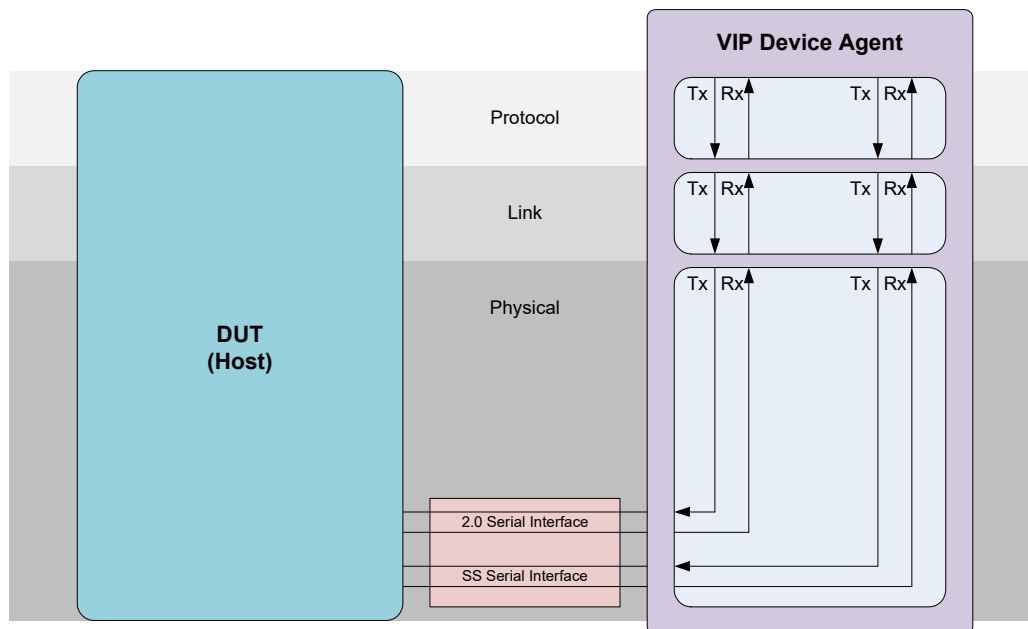 VIP Device Agent
Tx Rx Tx Rx
Protocol
Tx Rx Tx Rx
Link
Tx Rx Tx Rx
Physical
DUT
(Host)
2.0 Serial Interface
SS Serial Interface